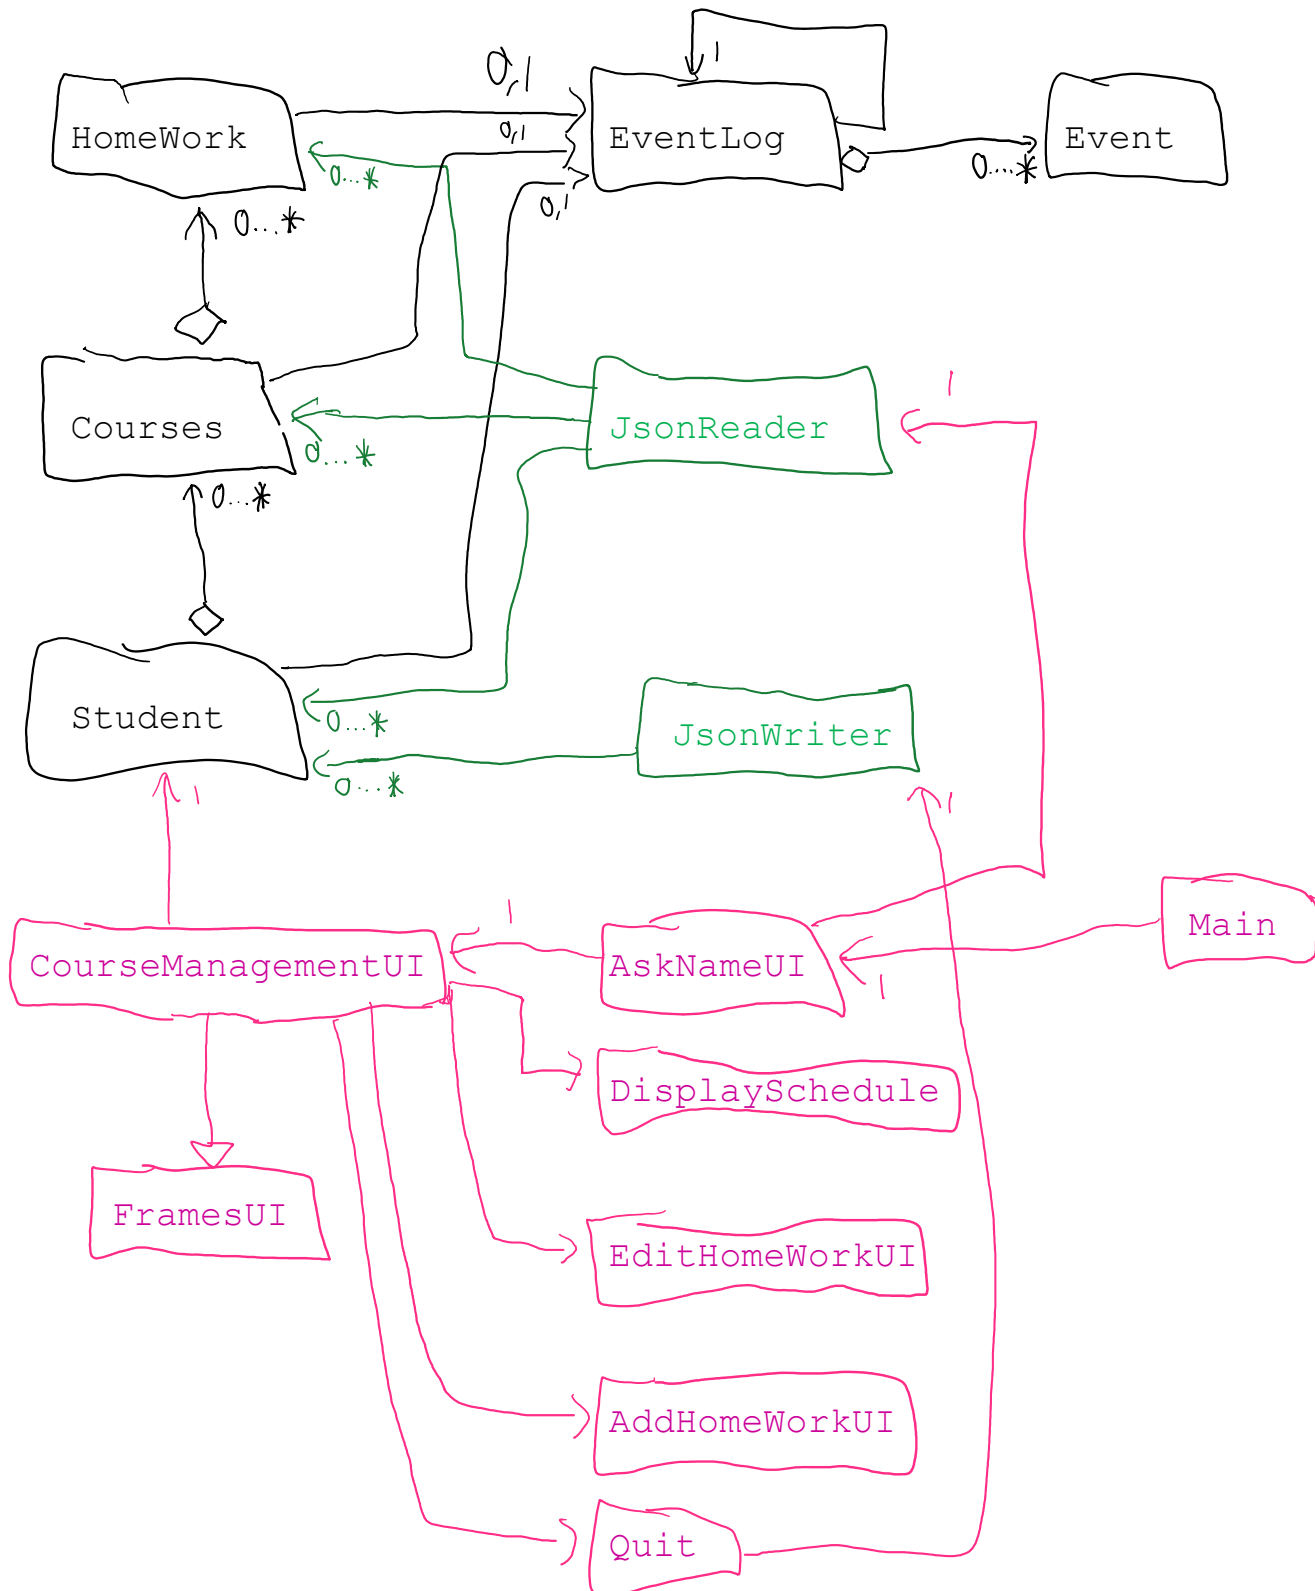 0,1
1
HomeWork
EventLog
Event
0,1
0...*
0....*
0,1
0...*
1
Courses
JsonReader
0...*
0...*
Student
0...*
JsonWriter
0...*
1
1
1
Main
CourseManagementUI
AskNameUI
1
DisplaySchedule
FramesUI
EditHomeWorkUI
AddHomeWorkUI
Quit